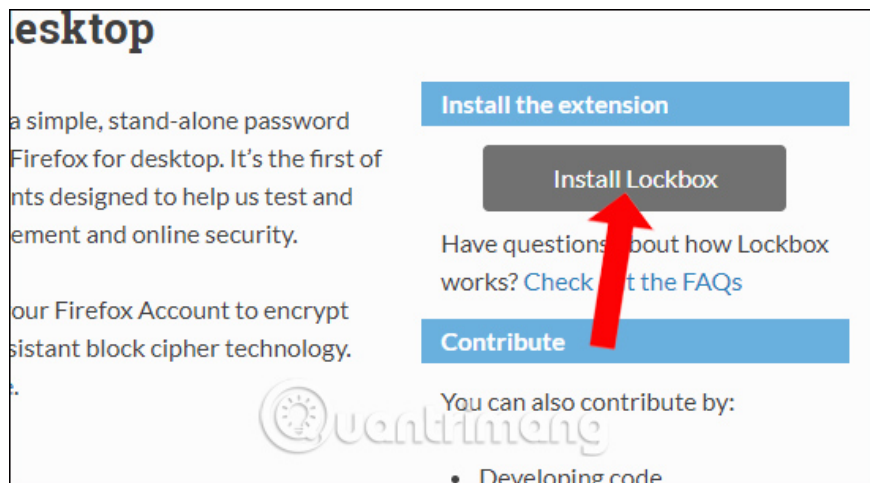 esktop
a simple, stand-alone password
Firefox for desktop. It's the first of
nts designed to help us test and
ement and online security.
our Firefox Account to encrypt
sistant block cipher technology.
Install the extension
Install Lockbox
Have questions about how Lockbox
works? Check out the FAQs
Contribute
You can also contribute by:
• Developing code
Quantrimang